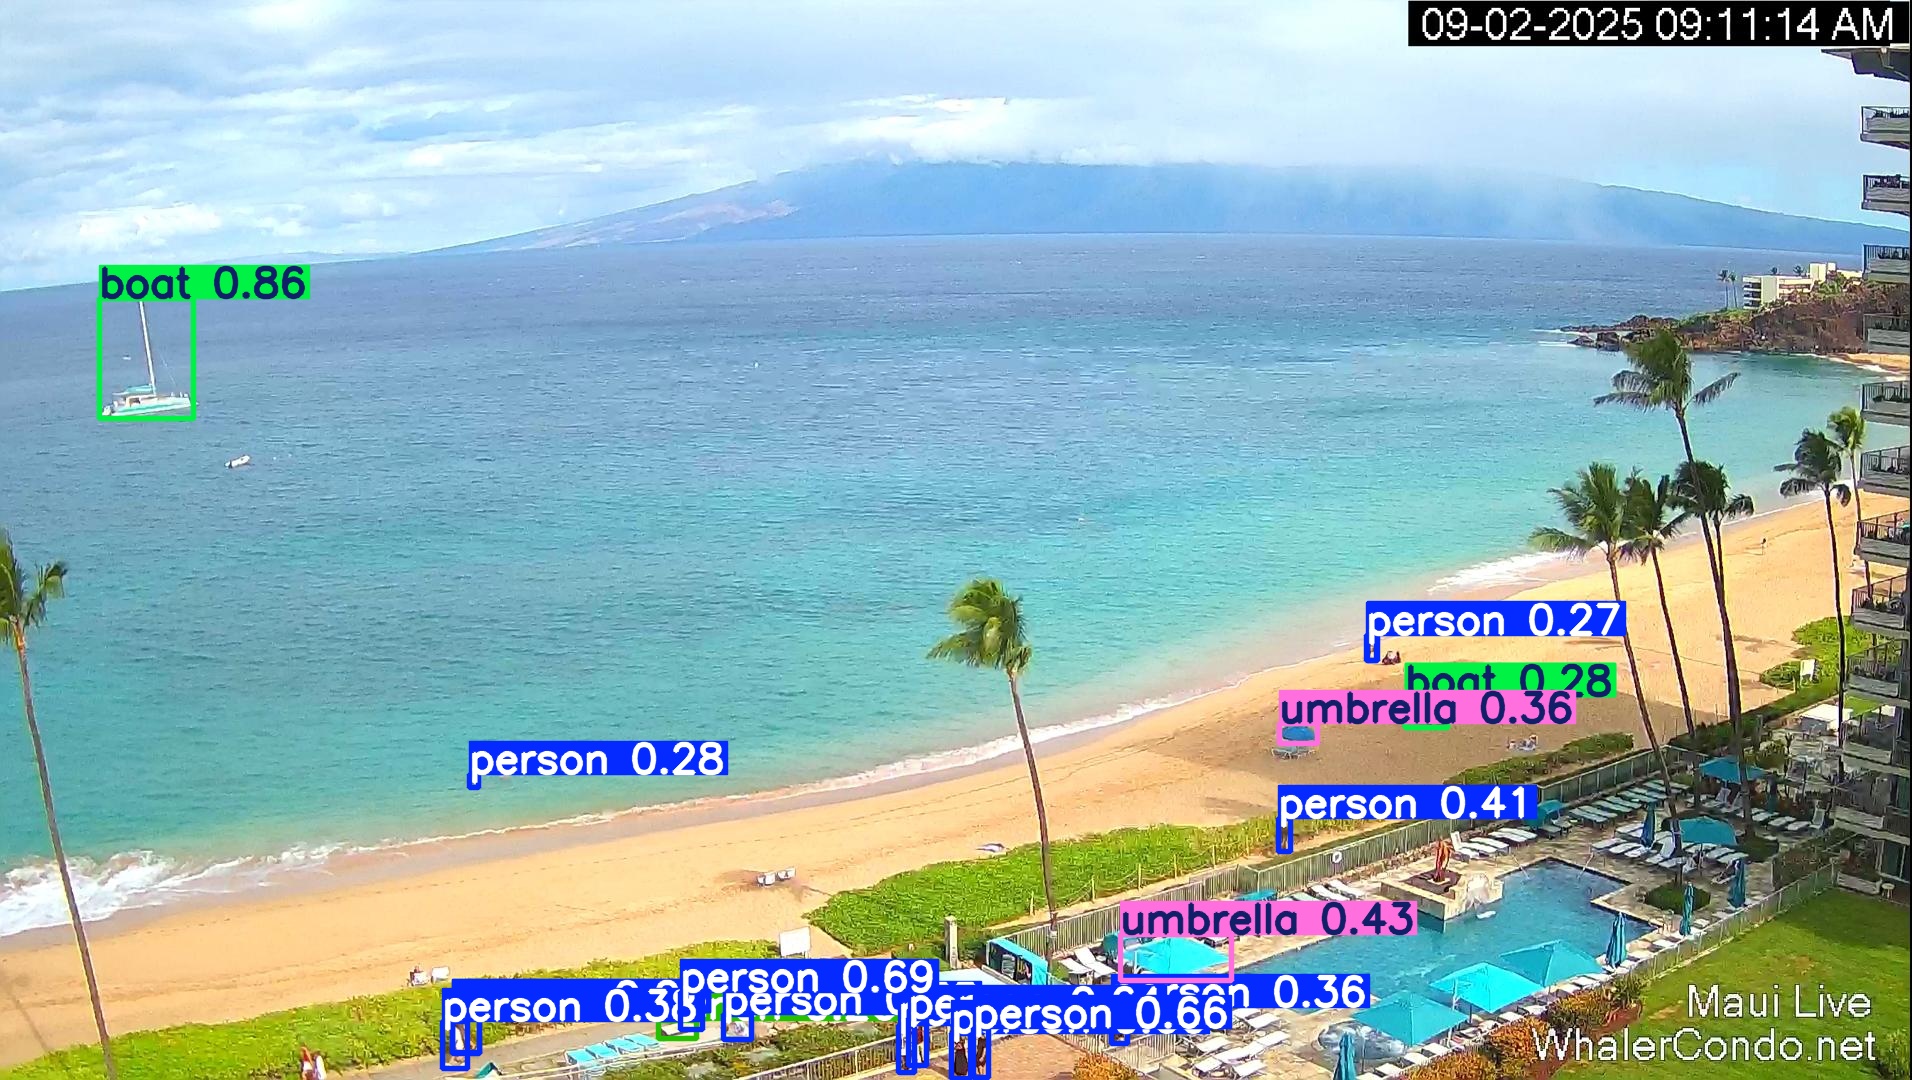 09-02-2025 09:11:14 AM
boat 0.86
person 0.27
boat 0.28
umbrella 0.36
person 0.28
person 0.41
umbrella 0.43
person 0.69
person 0.38
person
0.36
person 0.66
Maui Live
WhalerCondo.net